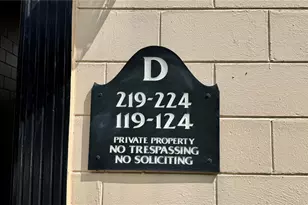 D
219-224
119-124
PRIVATE PROPERTY
NO TRESPASSING
NO SOLICITING